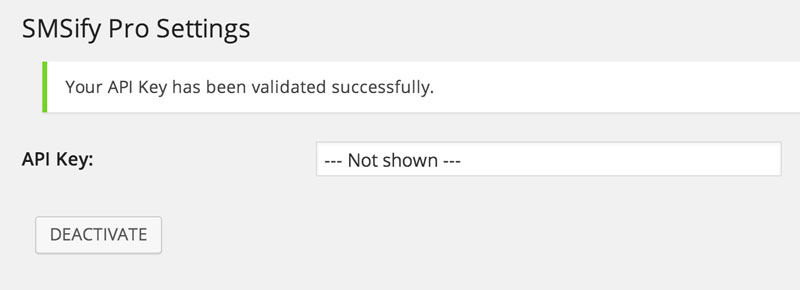 SMSify Pro Settings
Your API Key has been validated successfully.
API Key:
--- Not shown ---
DEACTIVATE